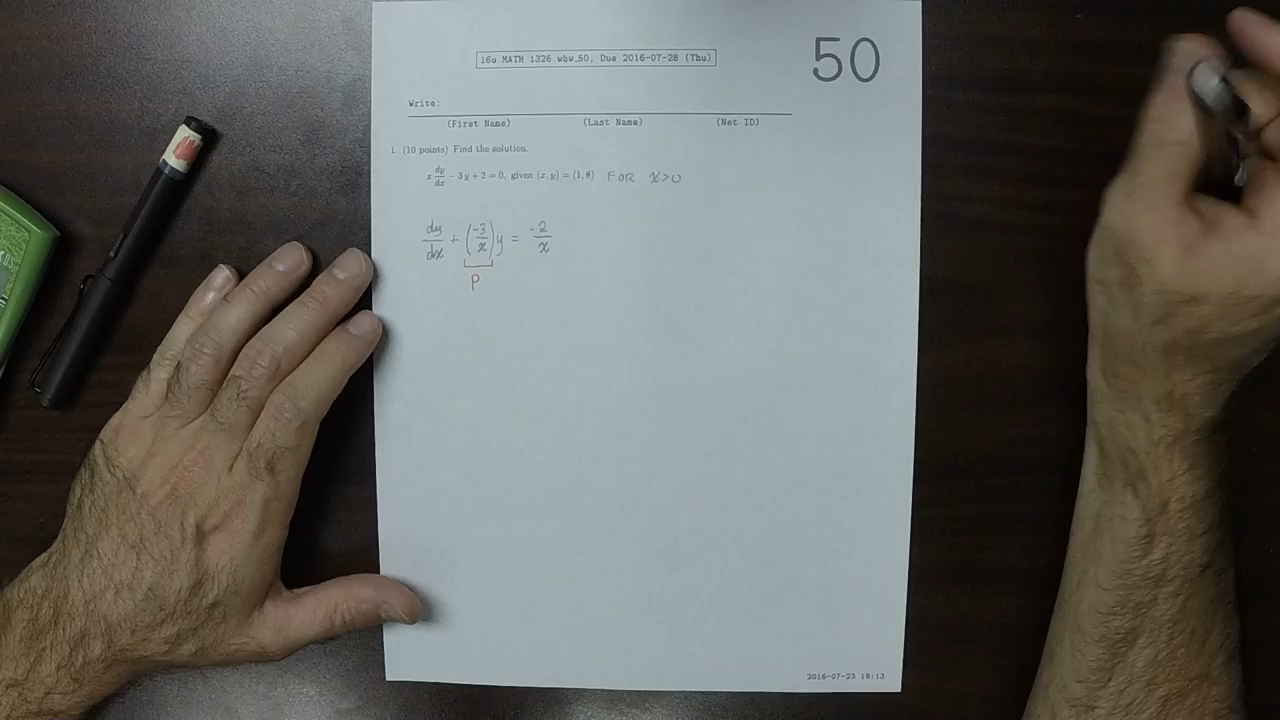 50
16u MATH 1326 whw_50, Due 2016-07-28 (Thu)
Write:
(First Name) (Last Name) (Net ID)
1. (10 points) Find the solution.
x dy/dx − 3y + 2 = 0, given (x, y) = (1, 8) FOR x>0
dy/dx + (-3/x)y = -2/x
P
2016-07-23 19:13